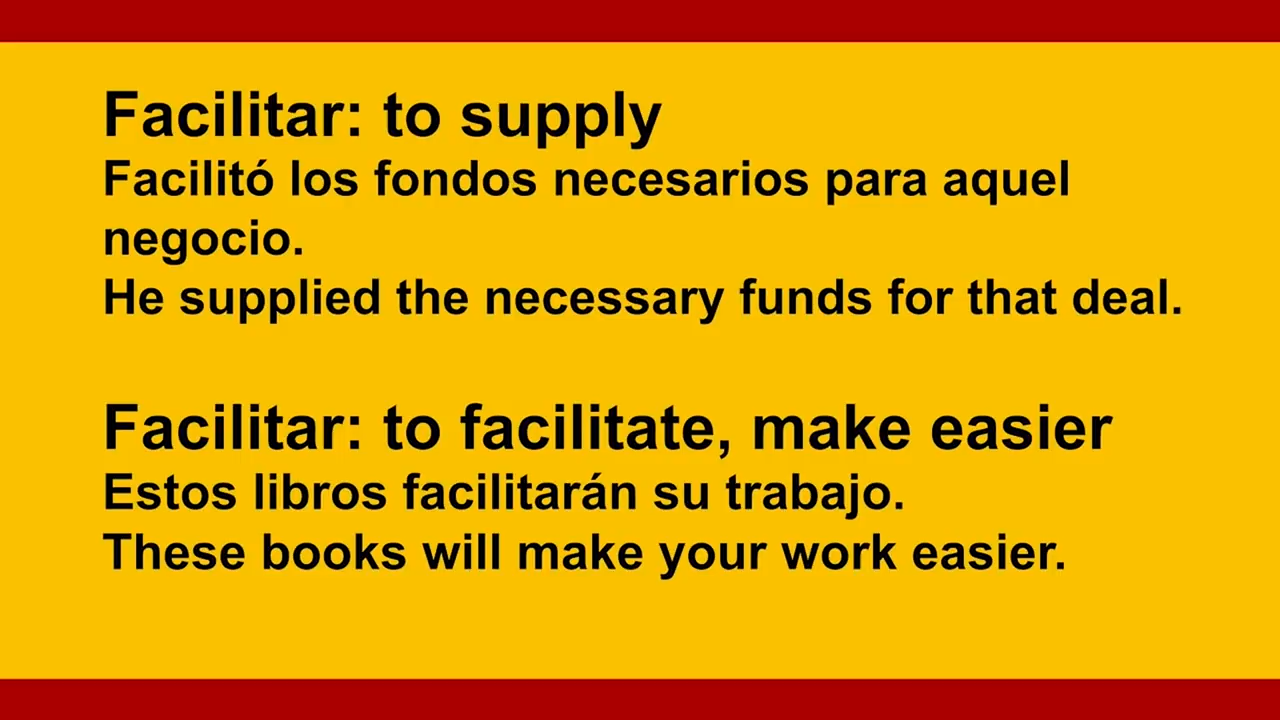 Facilitar: to supply
Facilitó los fondos necesarios para aquel
negocio.
He supplied the necessary funds for that deal.
Facilitar: to facilitate, make easier
Estos libros facilitarán su trabajo.
These books will make your work easier.